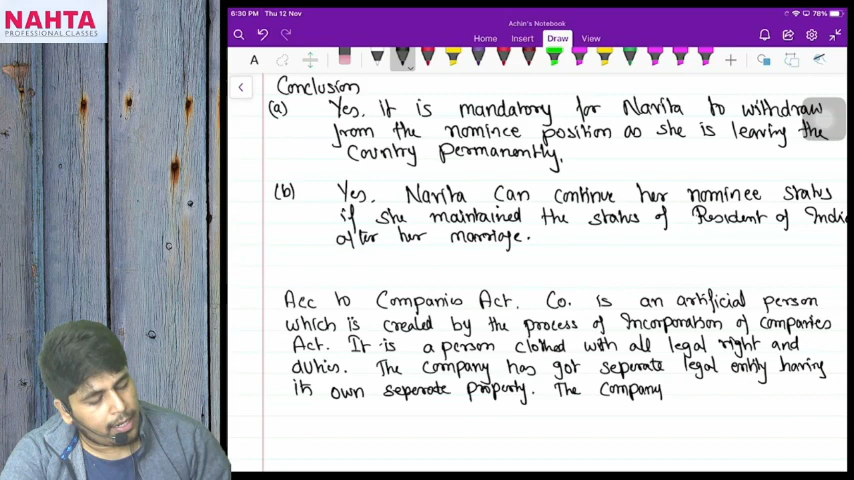 NAHTA
PROFESSIONAL CLASSES
6:30 PM Thu 12 Nov
78%
Achin's Notebook
Home Insert Draw View
A
Conclusion
(a) Yes. it is mandatory for Navita to withdraw
from the nominee position as she is leaving the
Country permanently.
(b) Yes. Navita can continue her nominee status
if she maintained the status of Resident of India
after her marriage.
Acc to Companies Act. Co. is an artificial person
which is created by the process of Incorporation of companies
Act. It is a person clothed with all legal right and
duties. The company has got seperate legal entity having
its own seperate property. The Company